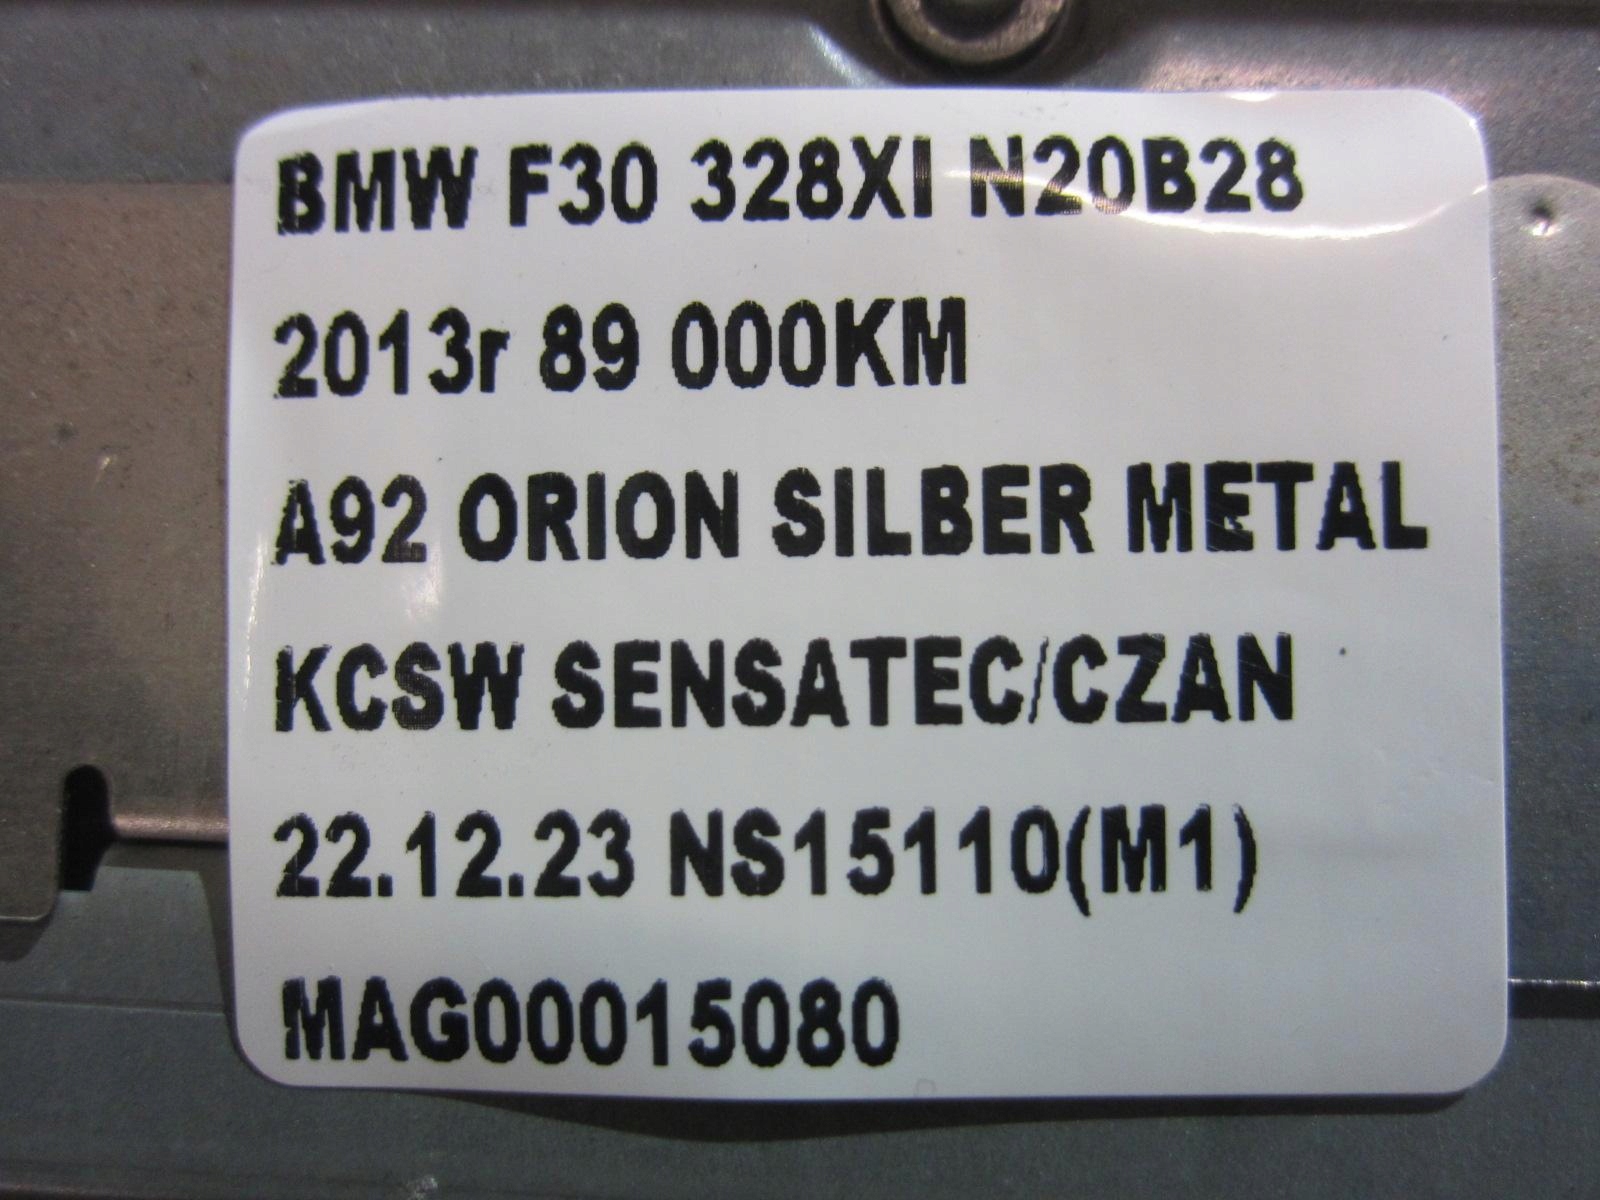 BMW F30 328XI N20B28
2013r 89 000KM
A92 ORION SILBER METAL
KCSW SENSATEC/CZAN
22.12.23 NS15110(M1)
MAG00015080